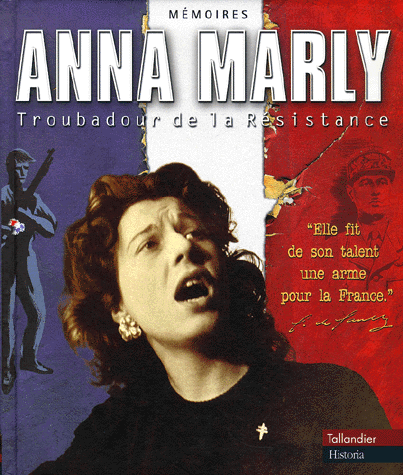 MÉMOIRES
ANNA MARLY
Troubadour de la Résistance
"Elle fit
de son talent
une arme
pour la France."
Tallandier
Historia